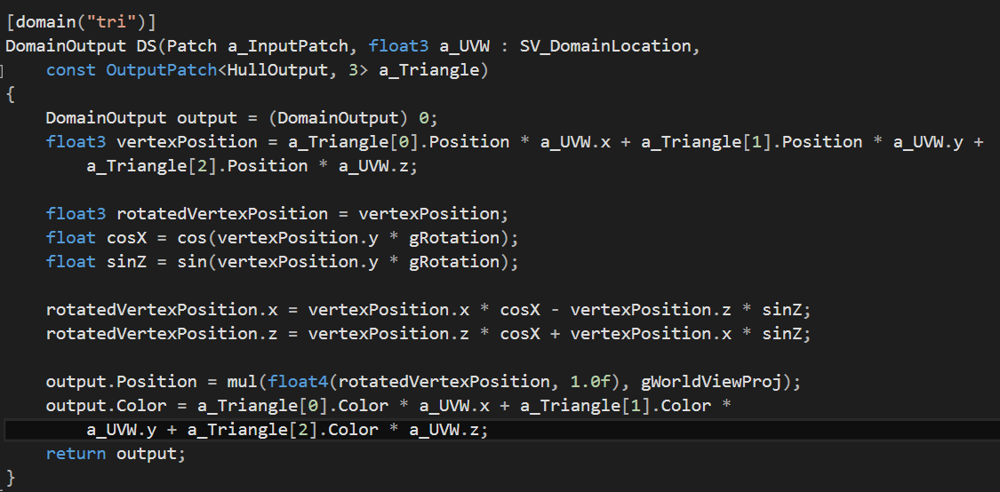 [domain("tri")]
DomainOutput DS(Patch a_InputPatch, float3 a_UVW : SV_DomainLocation,
    const OutputPatch<HullOutput, 3> a_Triangle)
{
    DomainOutput output = (DomainOutput) 0;
    float3 vertexPosition = a_Triangle[0].Position * a_UVW.x + a_Triangle[1].Position * a_UVW.y +
        a_Triangle[2].Position * a_UVW.z;

    float3 rotatedVertexPosition = vertexPosition;
    float cosX = cos(vertexPosition.y * gRotation);
    float sinZ = sin(vertexPosition.y * gRotation);

    rotatedVertexPosition.x = vertexPosition.x * cosX - vertexPosition.z * sinZ;
    rotatedVertexPosition.z = vertexPosition.z * cosX + vertexPosition.x * sinZ;

    output.Position = mul(float4(rotatedVertexPosition, 1.0f), gWorldViewProj);
    output.Color = a_Triangle[0].Color * a_UVW.x + a_Triangle[1].Color *
        a_UVW.y + a_Triangle[2].Color * a_UVW.z;
    return output;
}